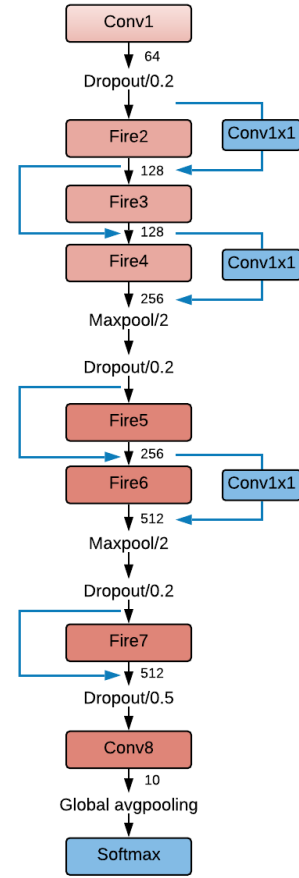 Conv1
64
Dropout/0.2
Fire2
Conv1x1
128
Fire3
128
Fire4
Conv1x1
256
Maxpool/2
Dropout/0.2
Fire5
256
Fire6
Conv1x1
512
Maxpool/2
Dropout/0.2
Fire7
512
Dropout/0.5
Conv8
10
Global avgpooling
Softmax